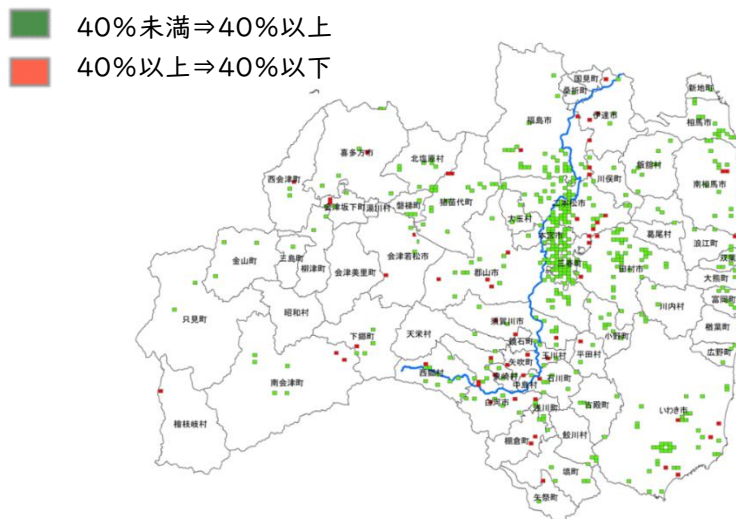 40%未満⇒40%以上
40%以上⇒40%以下
国見町
桑折町
新地町
伊達市
相馬市
福島市
喜多方市
北塩原村
飯舘村
川俣町
西会津町
南相馬市
猪苗代町
二本松市
会津坂下町
湯川村
磐梯町
大玉村
本宮市
葛尾村
浪江町
会津若松市
三春町
金山町
三島町
柳津町
会津美里町
郡山市
田村市
双葉
大熊町
富岡町
川内村
只見町
昭和村
須賀川市
楢葉町
下郷町
天栄村
小野町
鏡石町
広野町
矢吹町
玉川村
平田村
西郷村
泉崎村
石川町
南会津町
中島村
白河市
浅川町
古殿町
いわき市
檜枝岐村
棚倉町
鮫川村
塙町
矢祭町